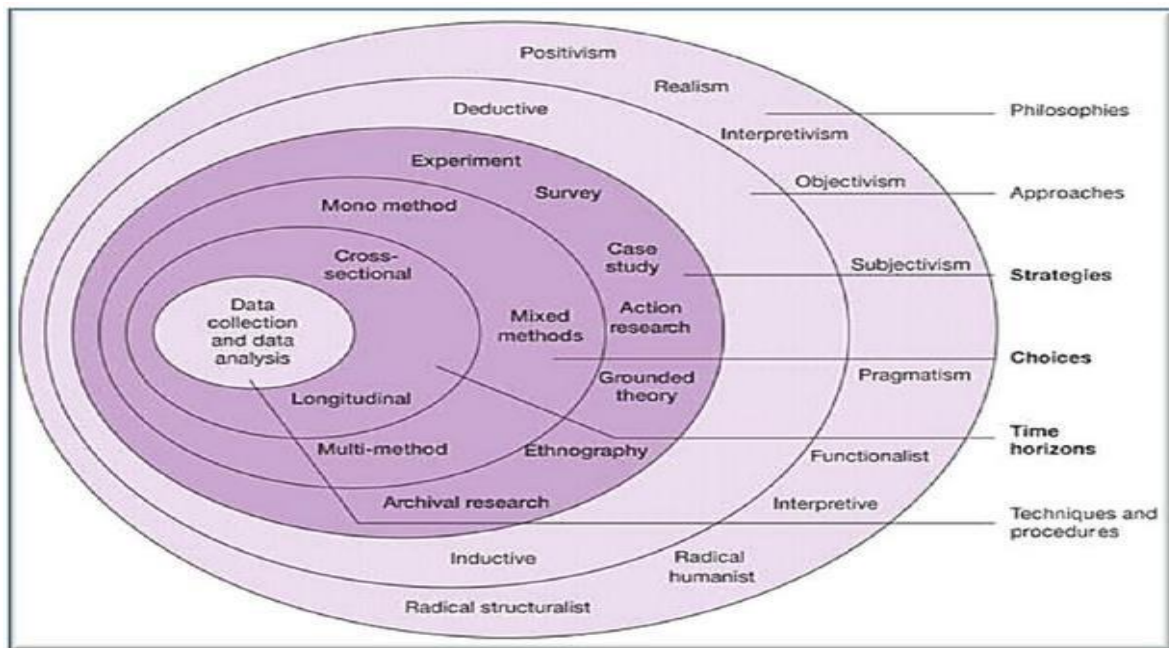 Positivism
Realism
Philosophies
Deductive
Interpretivism
Experiment
Objectivism
Approaches
Survey
Mono method
Cross-
sectional
Case
study
Subjectivism
Strategies
Data
collection
and data
analysis
Mixed
methods
Action
research
Choices
Pragmatism
Grounded
theory
Longitudinal
Time
horizons
Multi-method
Ethnography
Functionalist
Archival research
Interpretive
Techniques and
procedures
Inductive
Radical
humanist
Radical structuralist